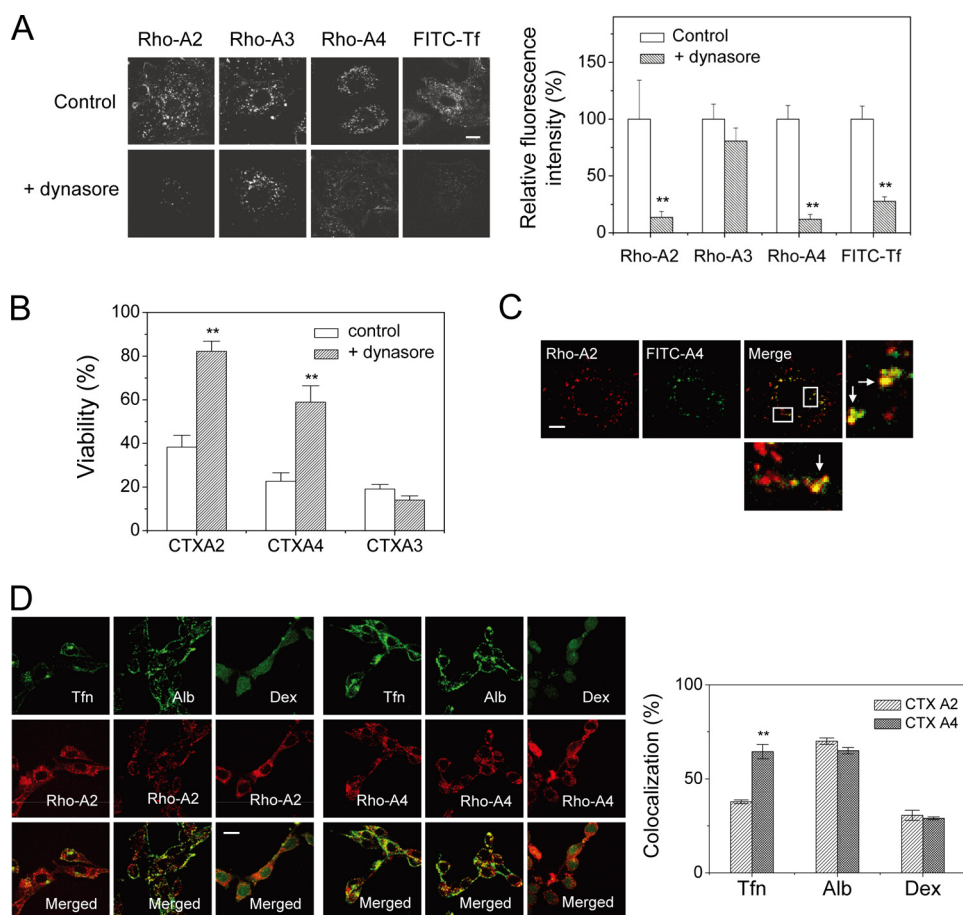 A
Rho-A2 Rho-A3 Rho-A4 FITC-Tf
Control
+ dynasore
Relative fluorescence
intensity (%)
150
100
50
0
Control
+ dynasore
**
**
**
Rho-A2 Rho-A3 Rho-A4 FITC-Tf
B
Viability (%)
100
80
60
40
20
0
control
+ dynasore
**
**
CTXA2 CTXA4 CTXA3
C
Rho-A2 FITC-A4 Merge
D
Tfn Alb Dex Tfn Alb Dex
Rho-A2 Rho-A2 Rho-A2 Rho-A4 Rho-A4 Rho-A4
Merged Merged Merged Merged Merged Merged
Colocalization (%)
100
50
0
CTX A2
CTX A4
**
Tfn Alb Dex